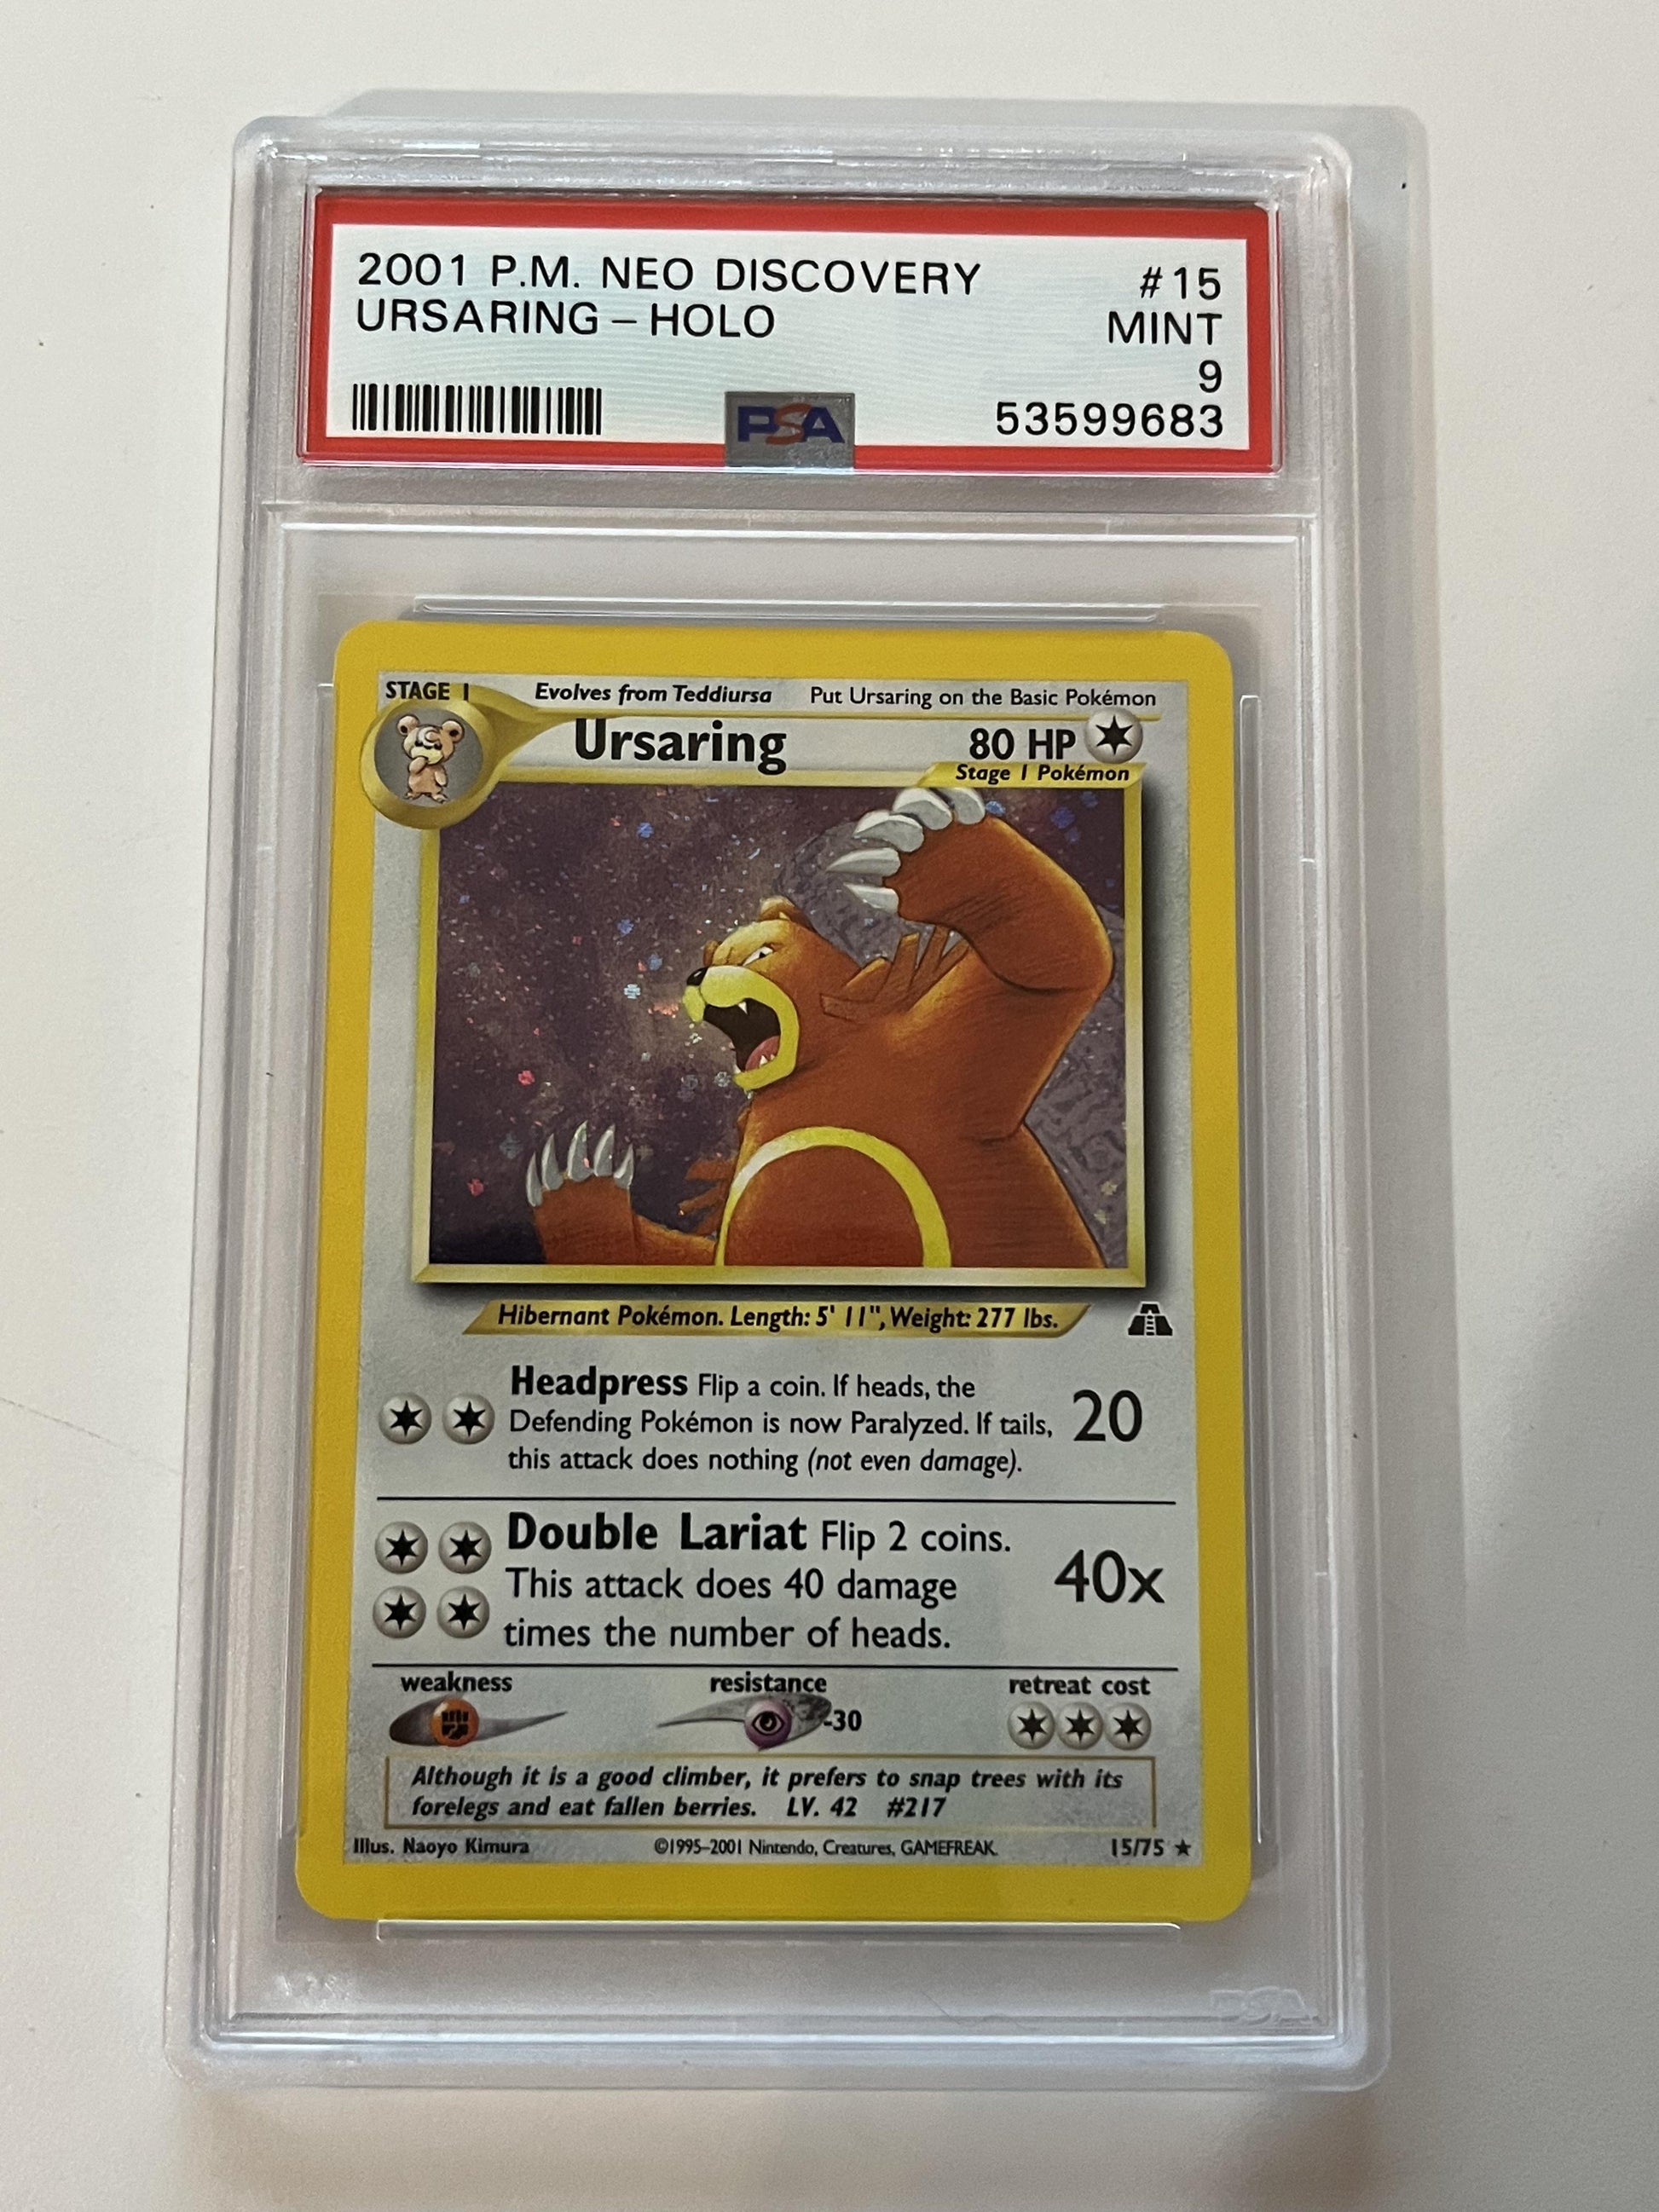 2001 P.M. NEO DISCOVERY #15
URSARING – HOLO MINT
9
PSA 53599683
STAGE 1 Evolves from Teddiursa Put Ursaring on the Basic Pokémon
Ursaring 80 HP
Stage 1 Pokémon
Hibernant Pokémon. Length: 5' 11", Weight: 277 lbs.
Headpress Flip a coin. If heads, the
Defending Pokémon is now Paralyzed. If tails, 20
this attack does nothing (not even damage).
Double Lariat Flip 2 coins.
This attack does 40 damage 40x
times the number of heads.
weakness resistance retreat cost
-30
Although it is a good climber, it prefers to snap trees with its
forelegs and eat fallen berries. LV. 42 #217
Illus. Naoyo Kimura ©1995–2001 Nintendo, Creatures, GAMEFREAK. 15/75 ★
PSA